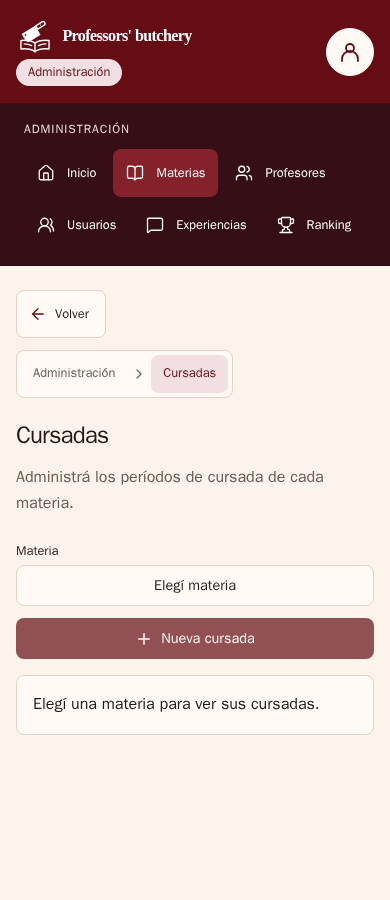 Professors' butchery
Administración
ADMINISTRACIÓN
Inicio
Materias
Profesores
Usuarios
Experiencias
Ranking
Volver
Administración
Cursadas
Cursadas
Administrá los períodos de cursada de cada
materia.
Materia
Elegí materia
Nueva cursada
Elegí una materia para ver sus cursadas.